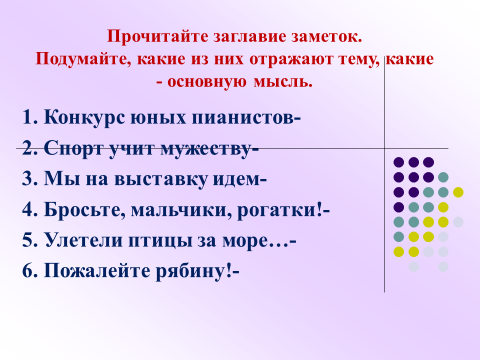 Прочитайте заглавие заметок.
Подумайте, какие из них отражают тему, какие
- основную мысль.
1. Конкурс юных пианистов-
2. Спорт учит мужеству-
3. Мы на выставку идем-
4. Бросьте, мальчики, рогатки!-
5. Улетели птицы за море…-
6. Пожалейте рябину!-